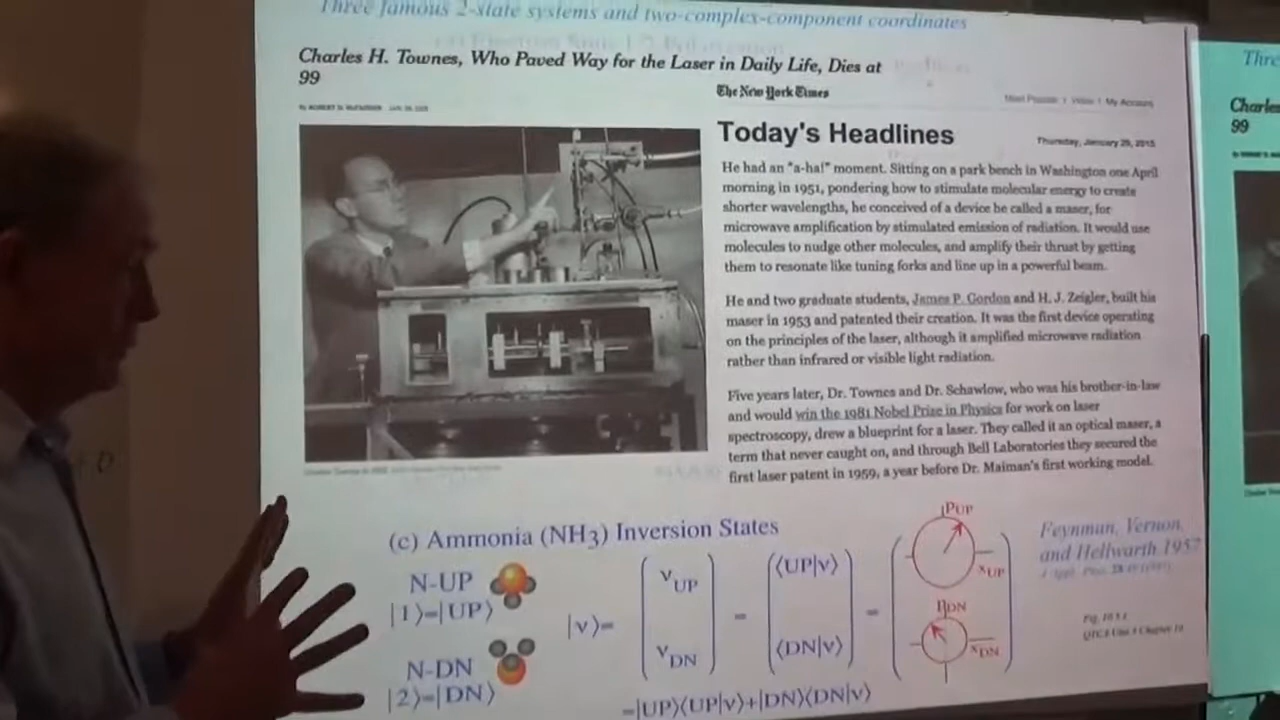 Three famous 2-state systems and two-complex-component coordinates
Charles H. Townes, Who Paved Way for the Laser in Daily Life, Dies at
99
The New York Times
My Account
Today's Headlines
Thursday, January 29, 2015
He had an "a-ha!" moment. Sitting on a park bench in Washington one April
morning in 1951, pondering how to stimulate molecular energy to create
shorter wavelengths, he conceived of a device he called a maser, for
microwave amplification by stimulated emission of radiation. It would use
molecules to nudge other molecules, and amplify their thrust by getting
them to resonate like tuning forks and line up in a powerful beam.
He and two graduate students, James P. Gordon and H. J. Zeigler, built his
maser in 1953 and patented their creation. It was the first device operating
on the principles of the laser, although it amplified microwave radiation
rather than infrared or visible light radiation.
Five years later, Dr. Townes and Dr. Schawlow, who was his brother-in-law
and would win the 1981 Nobel Prize in Physics for work on laser
spectroscopy, drew a blueprint for a laser. They called it an optical maser, a
term that never caught on, and through Bell Laboratories they secured the
first laser patent in 1959, a year before Dr. Maiman's first working model.
(c) Ammonia (NH3) Inversion States
N-UP
|1⟩=|UP⟩
N-DN
|2⟩=|DN⟩
|ν⟩= (ν UP ν DN) = (⟨UP|ν⟩ ⟨DN|ν⟩) = (PUP xUP PDN xDN)
=|UP⟩⟨UP|ν⟩+|DN⟩⟨DN|ν⟩
Feynman, Vernon,
and Hellwarth 1957
Thre
Charles
99